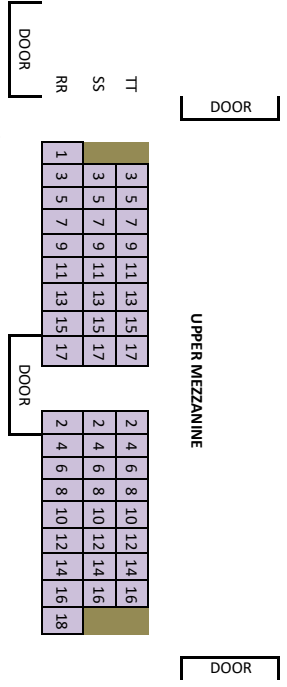 DOOR
DOOR
UPPER MEZZANINE
TT 3 5 7 9 11 13 15 17 2 4 6 8 10 12 14 16
SS 3 5 7 9 11 13 15 17 2 4 6 8 10 12 14 16
RR 1 3 5 7 9 11 13 15 17 2 4 6 8 10 12 14 16 18
DOOR
DOOR